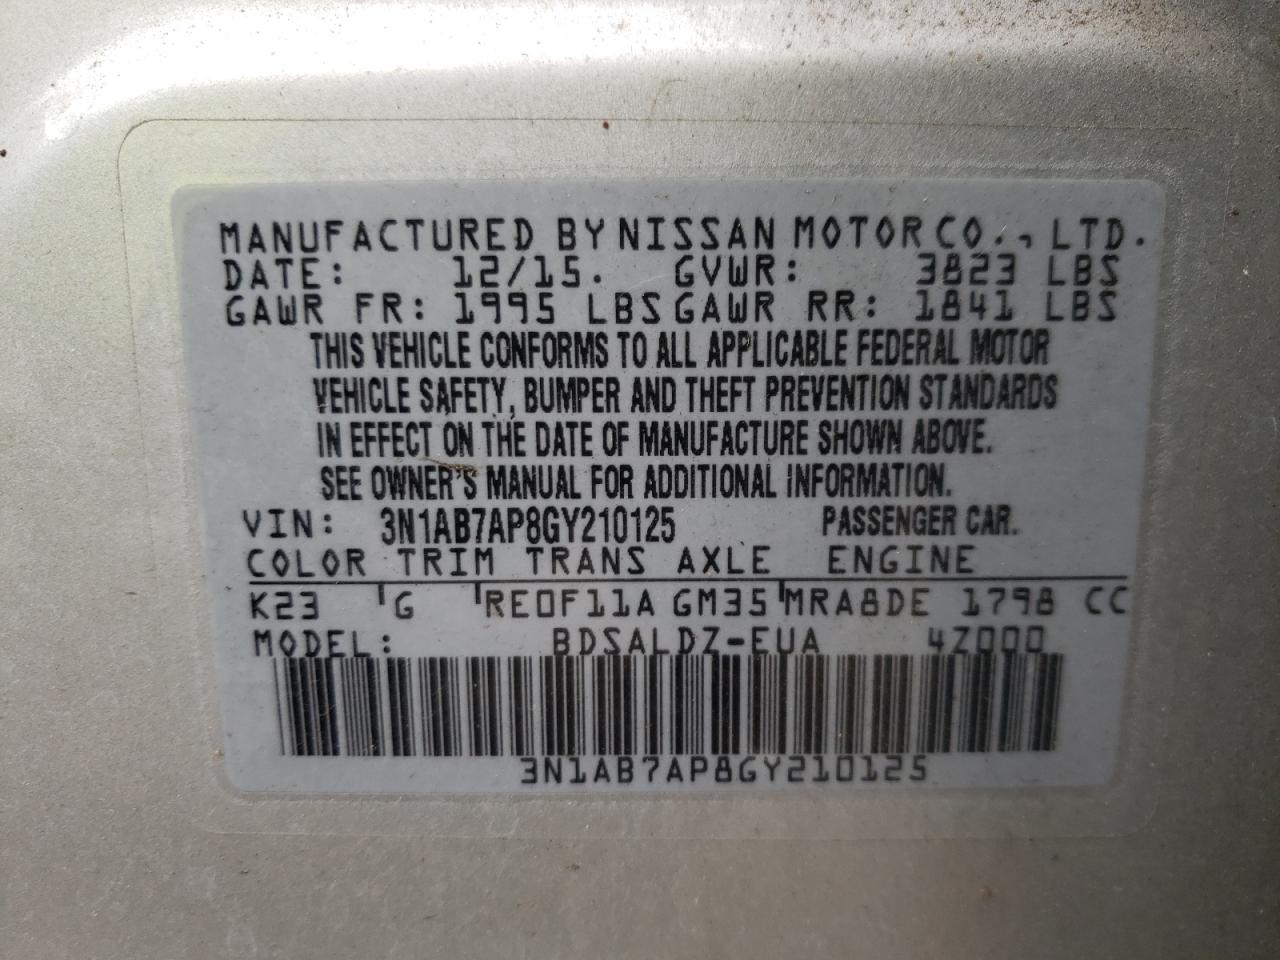 MANUFACTURED BY NISSAN MOTOR CO., LTD.
DATE: 12/15. GVWR: 3823 LBS
GAWR FR: 1995 LBS GAWR RR: 1841 LBS
THIS VEHICLE CONFORMS TO ALL APPLICABLE FEDERAL MOTOR
VEHICLE SAFETY, BUMPER AND THEFT PREVENTION STANDARDS
IN EFFECT ON THE DATE OF MANUFACTURE SHOWN ABOVE.
SEE OWNER'S MANUAL FOR ADDITIONAL INFORMATION.
VIN: 3N1AB7AP8GY210125 PASSENGER CAR.
COLOR TRIM TRANS AXLE ENGINE
K23 G RE0F11A GM35 MRA8DE 1798 CC
MODEL: BDSALDZ-EUA 4Z000
3N1AB7AP8GY210125